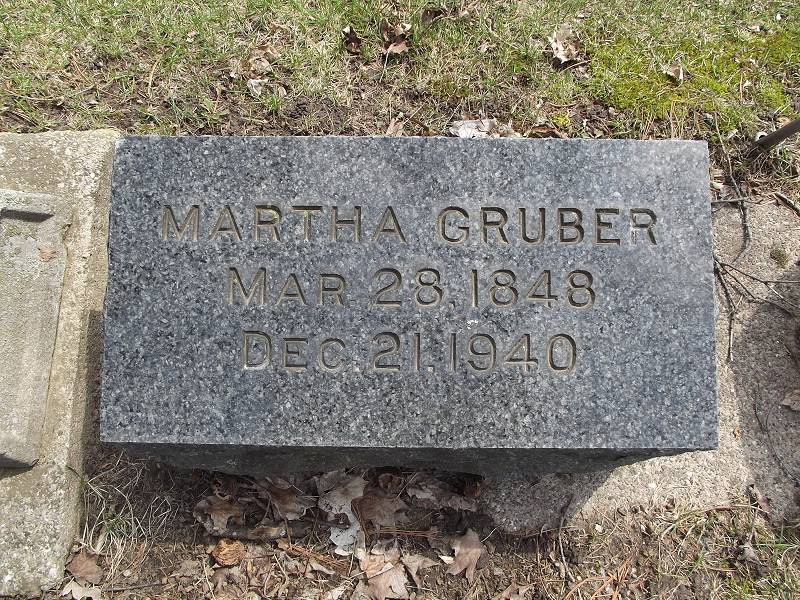 MARTHA GRUBER
MAR. 28, 1848
DEC. 21, 1940